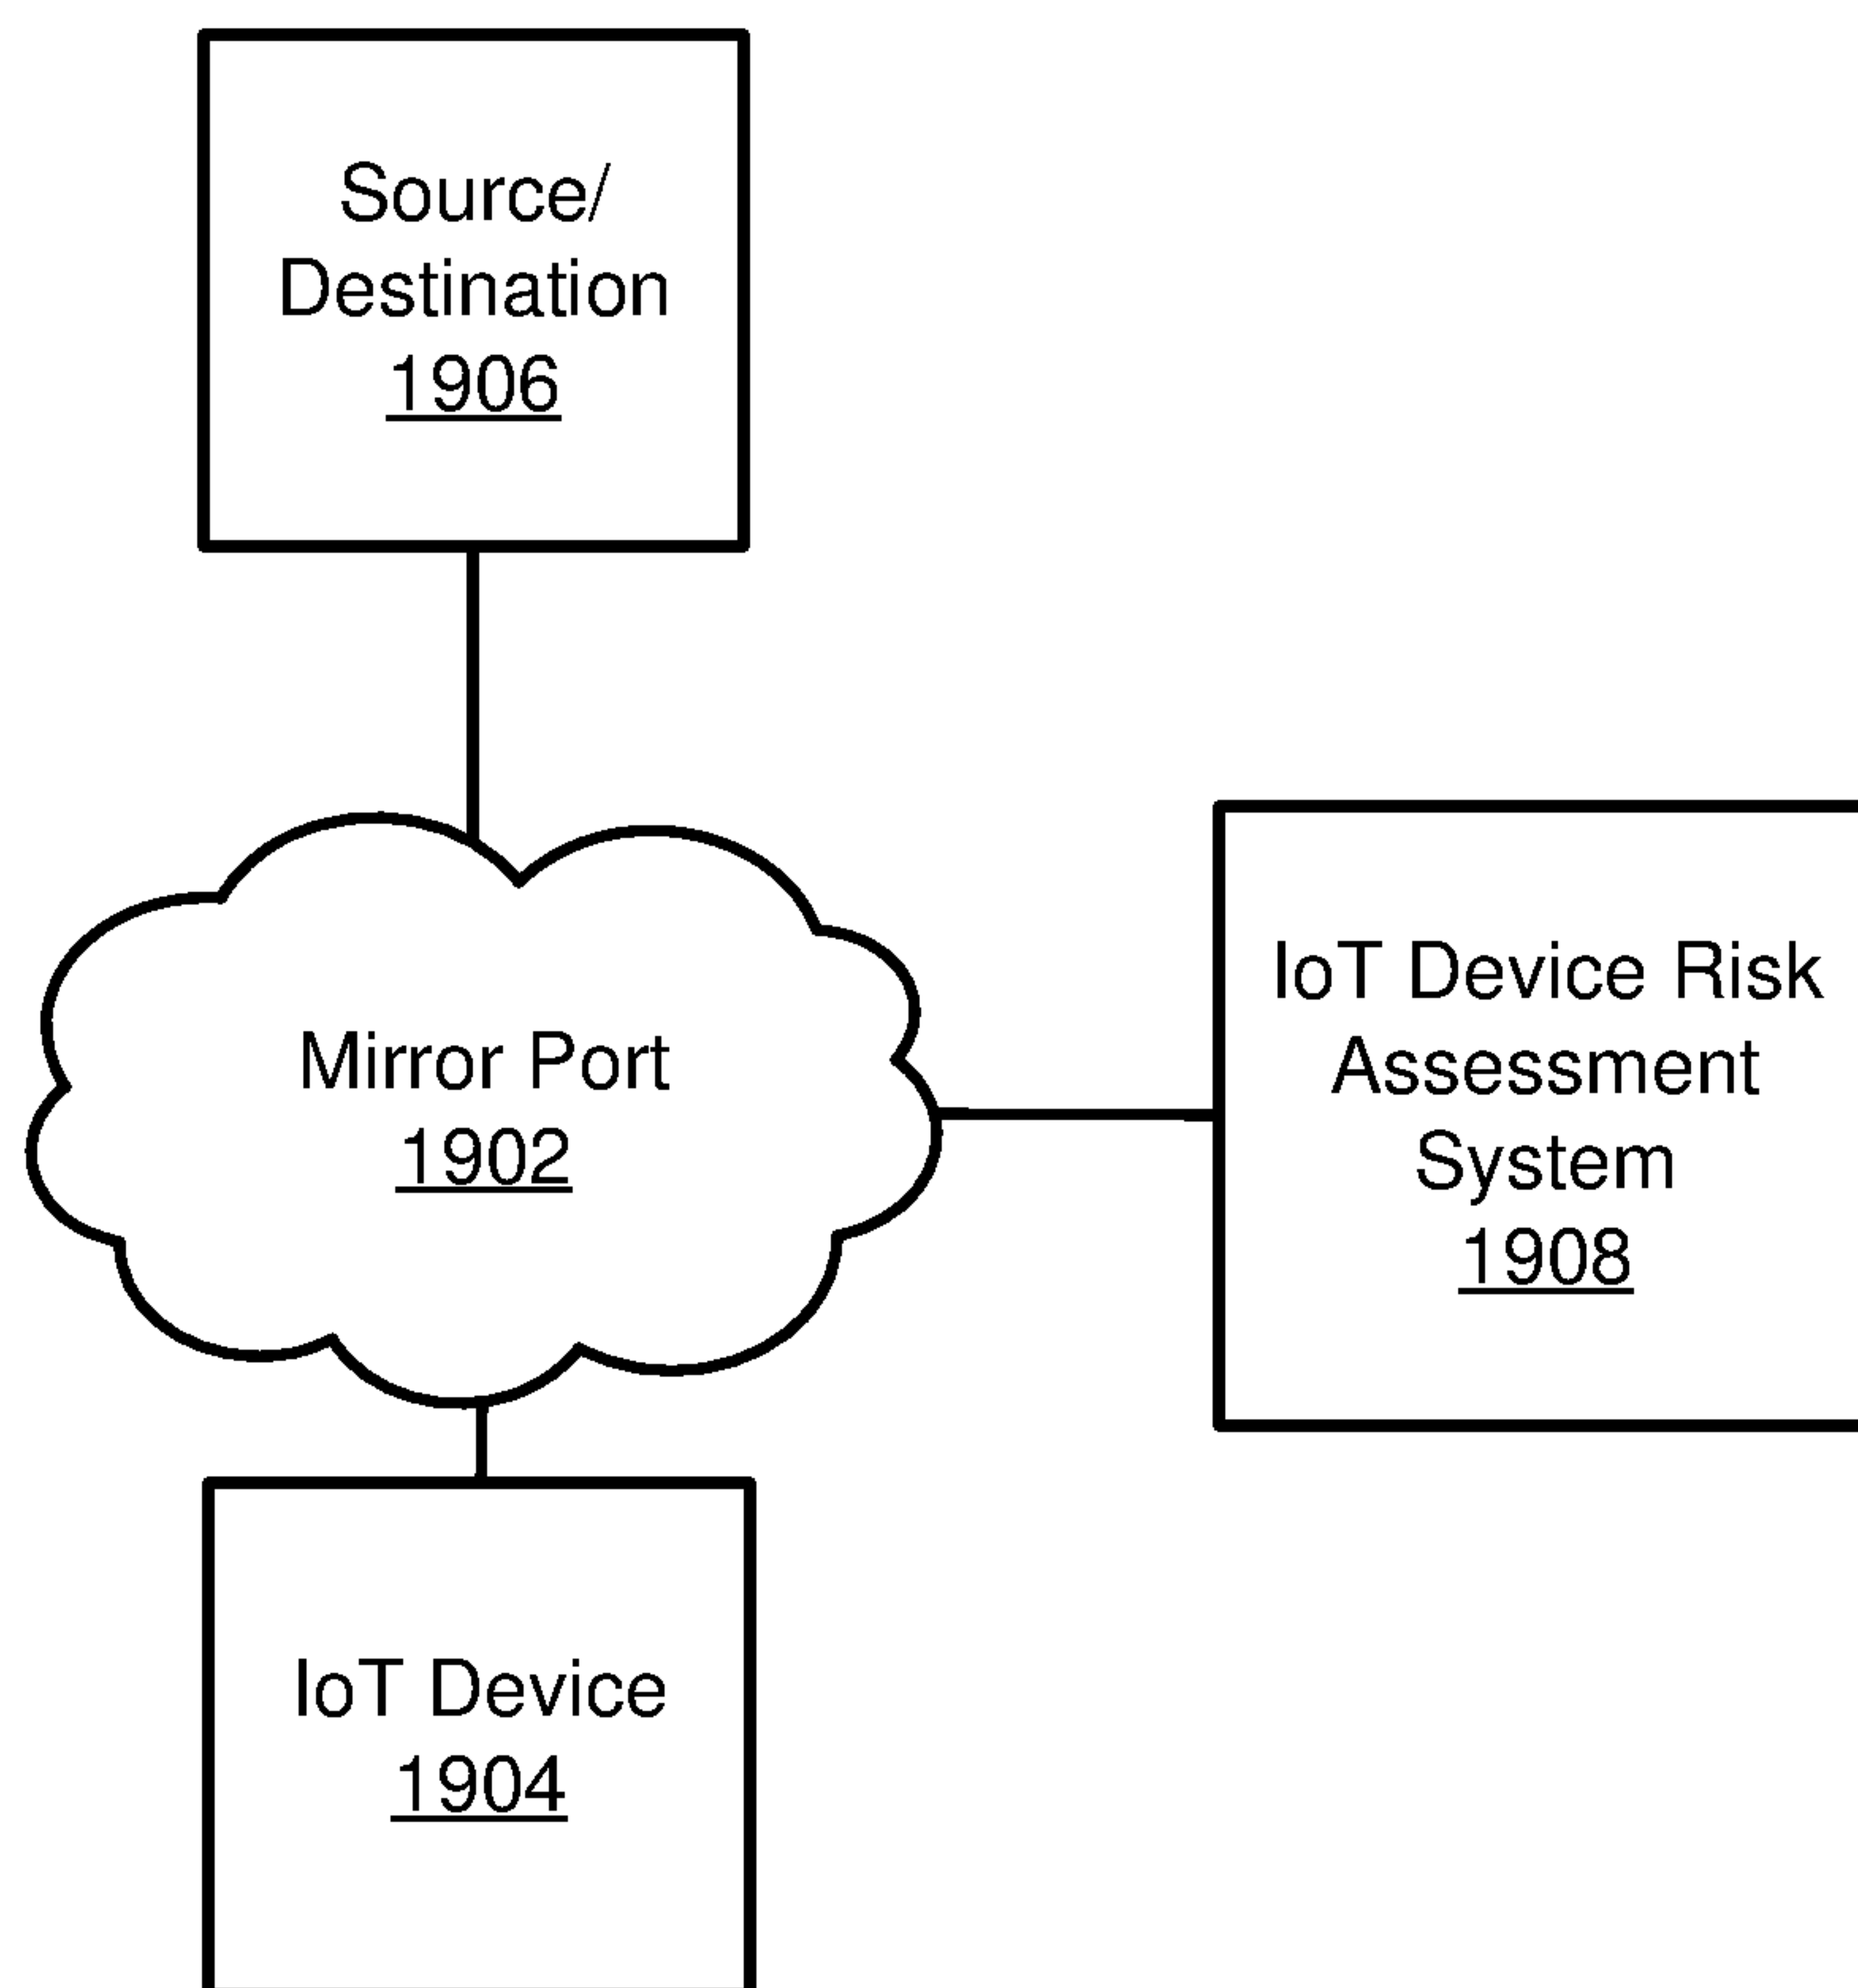 Source/
Destination
1906
Mirror Port
1902
IoT Device Risk
Assessment
System
1908
IoT Device
1904